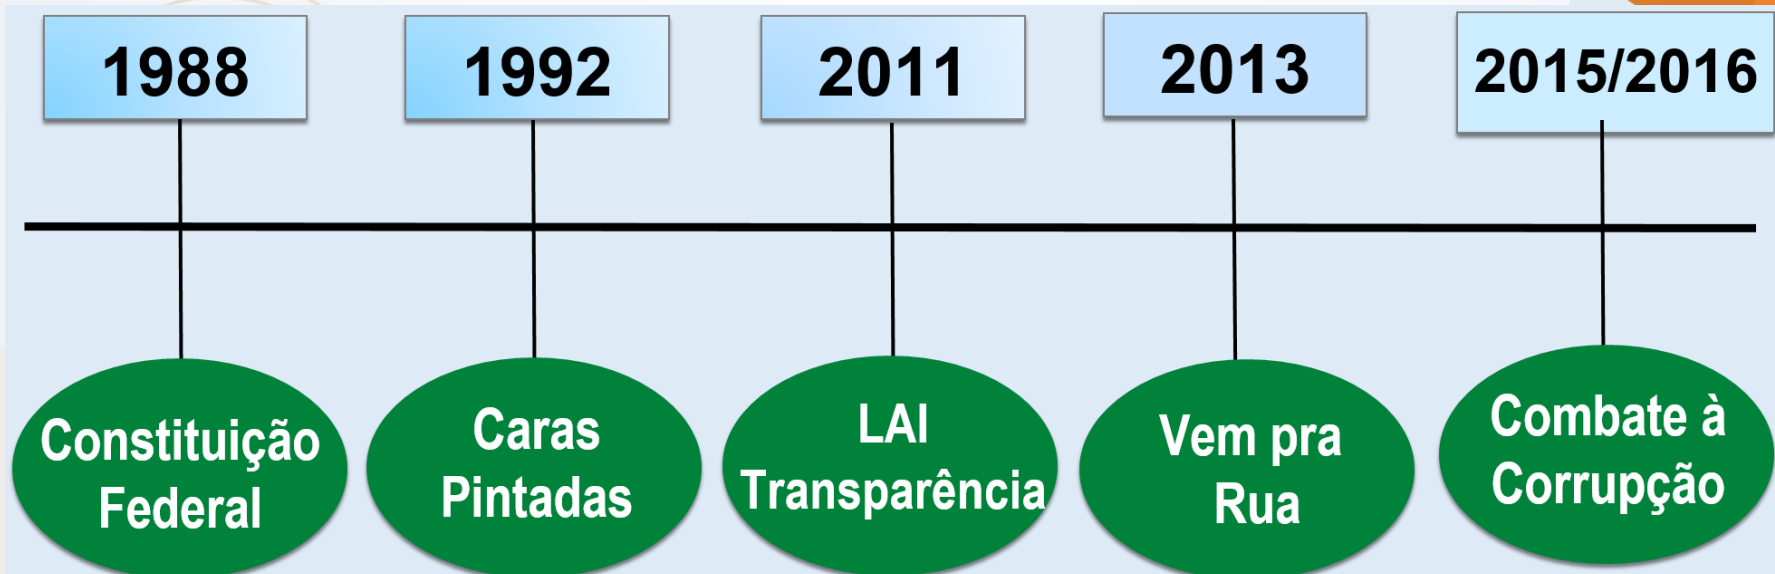 1988
1992
2011
2013
2015/2016
Constituição
Federal
Caras
Pintadas
LAI
Transparência
Vem pra
Rua
Combate à
Corrupção